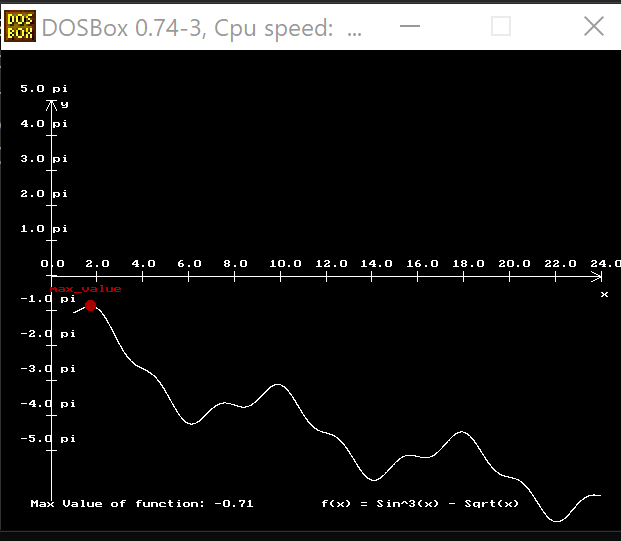 DOS
BOX
DOSBox 0.74-3, Cpu speed: ...
5.0 pi
y
4.0 pi
3.0 pi
2.0 pi
1.0 pi
0.0 2.0 4.0 6.0 8.0 10.0 12.0 14.0 16.0 18.0 20.0 22.0 24.0
max_value
-1.0 pi
x
-2.0 pi
-3.0 pi
-4.0 pi
-5.0 pi
Max Value of function: -0.71 f(x) = Sin^3(x) - Sqrt(x)